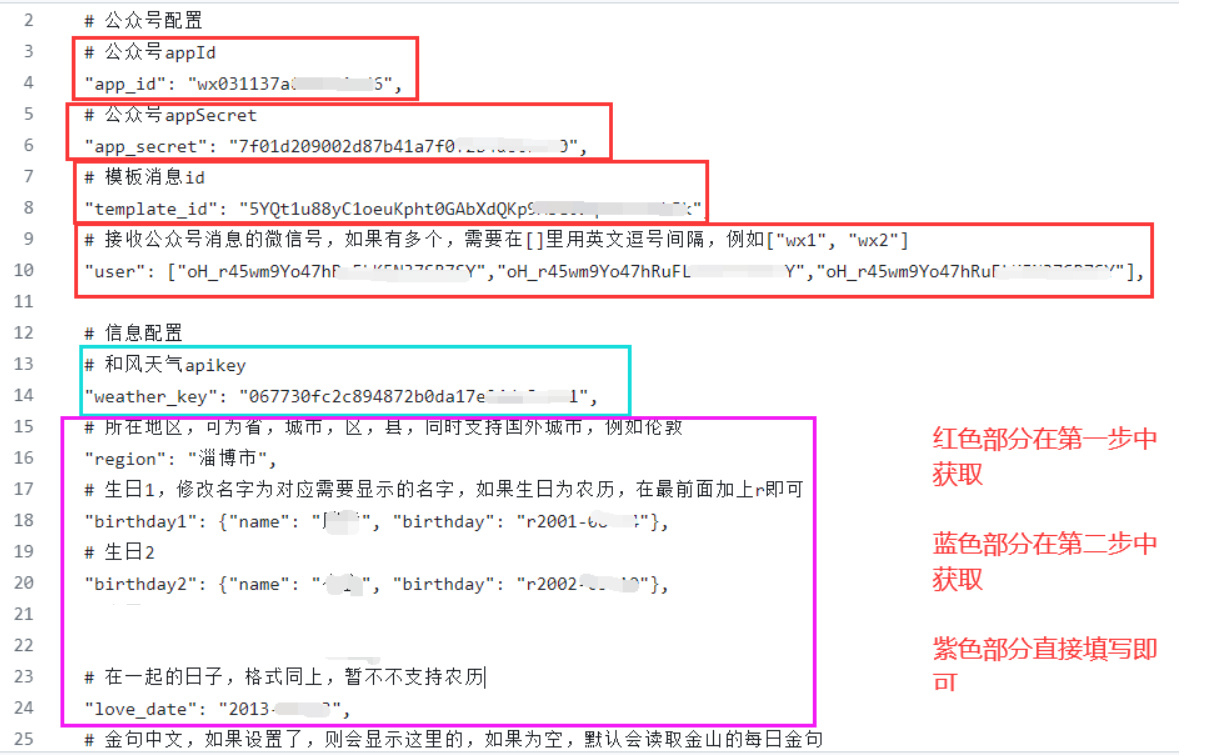 2 # 公众号配置
3 # 公众号appId
4 "app_id": "wx031137a 6",
5 # 公众号appSecret
6 "app_secret": "7f01d209002d87b41a7f0 ",
7 # 模板消息id
8 "template_id": "5YQt1u88yC1oeuKpht0GAbXdQKp9 k"
9 # 接收公众号消息的微信号，如果有多个，需要在[]里用英文逗号间隔，例如["wx1", "wx2"]
10 "user": ["oH_r45wm9Yo47h Y","oH_r45wm9Yo47hRuFL Y","oH_r45wm9Yo47hRu "],
11
12 # 信息配置
13 # 和风天气apikey
14 "weather_key": "067730fc2c894872b0da17e 1",
15 # 所在地区，可为省，城市，区，县，同时支持国外城市，例如伦敦
16 "region": "淄博市",
17 # 生日1，修改名字为对应需要显示的名字，如果生日为农历，在最前面加上r即可
18 "birthday1": {"name": " ", "birthday": "r2001- "},
19 # 生日2
20 "birthday2": {"name": " ", "birthday": "r2002- "},
21
22
23 # 在一起的日子，格式同上，暂不不支持农历
24 "love_date": "2013- ",
25 # 金句中文，如果设置了，则会显示这里的，如果为空，默认会读取金山的每日金句
红色部分在第一步中
获取
蓝色部分在第二步中
获取
紫色部分直接填写即
可